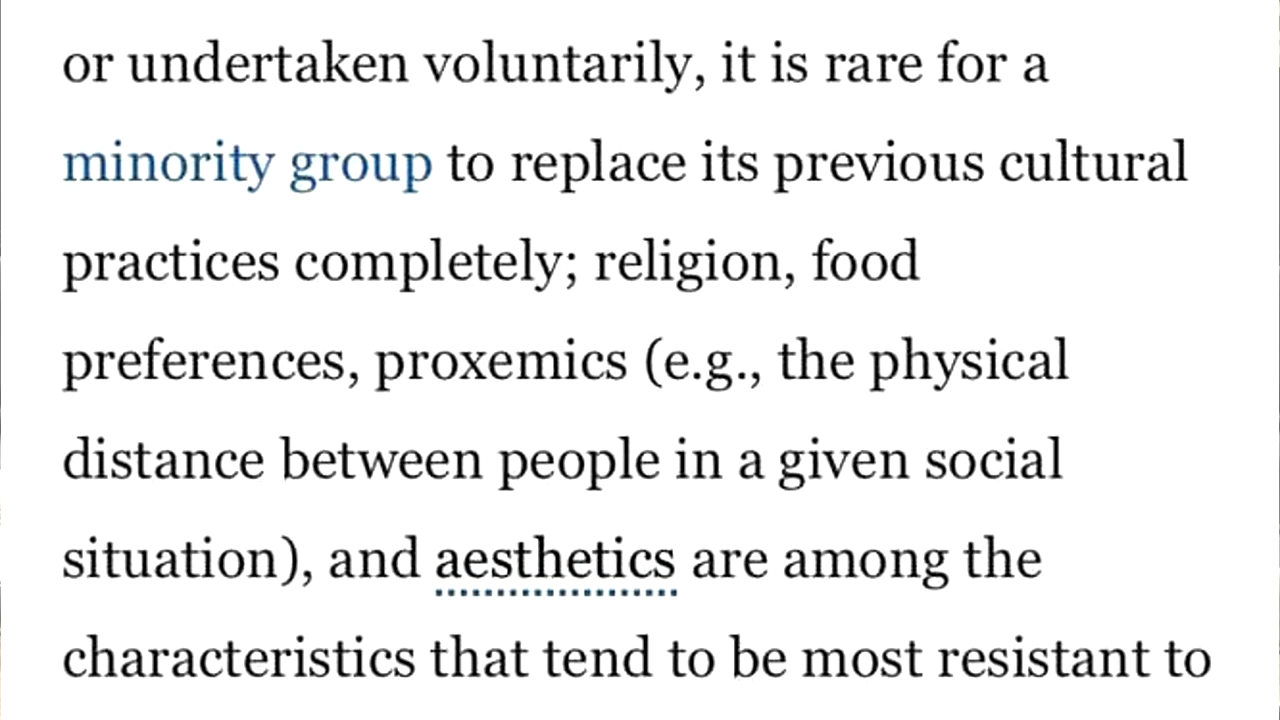 or undertaken voluntarily, it is rare for a
minority group to replace its previous cultural
practices completely; religion, food
preferences, proxemics (e.g., the physical
distance between people in a given social
situation), and aesthetics are among the
characteristics that tend to be most resistant to